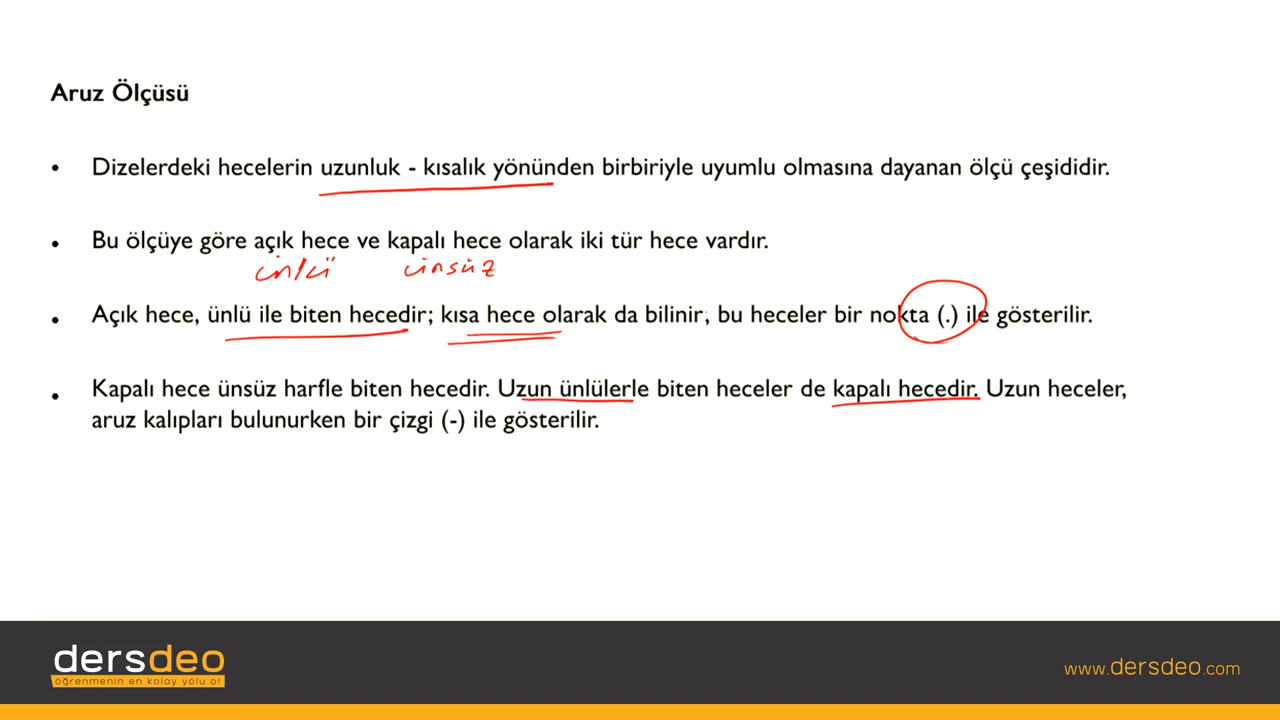 Aruz Ölçüsü
• Dizelerdeki hecelerin uzunluk - kısalık yönünden birbiriyle uyumlu olmasına dayanan ölçü çeşididir.
• Bu ölçüye göre açık hece ve kapalı hece olarak iki tür hece vardır.
ünlü ünsüz
• Açık hece, ünlü ile biten hecedir; kısa hece olarak da bilinir, bu heceler bir nokta (.) ile gösterilir.
• Kapalı hece ünsüz harfle biten hecedir. Uzun ünlülerle biten heceler de kapalı hecedir. Uzun heceler,
aruz kalıpları bulunurken bir çizgi (-) ile gösterilir.
dersdeo
öğrenmenin en kolay yolu o!
www.dersdeo.com